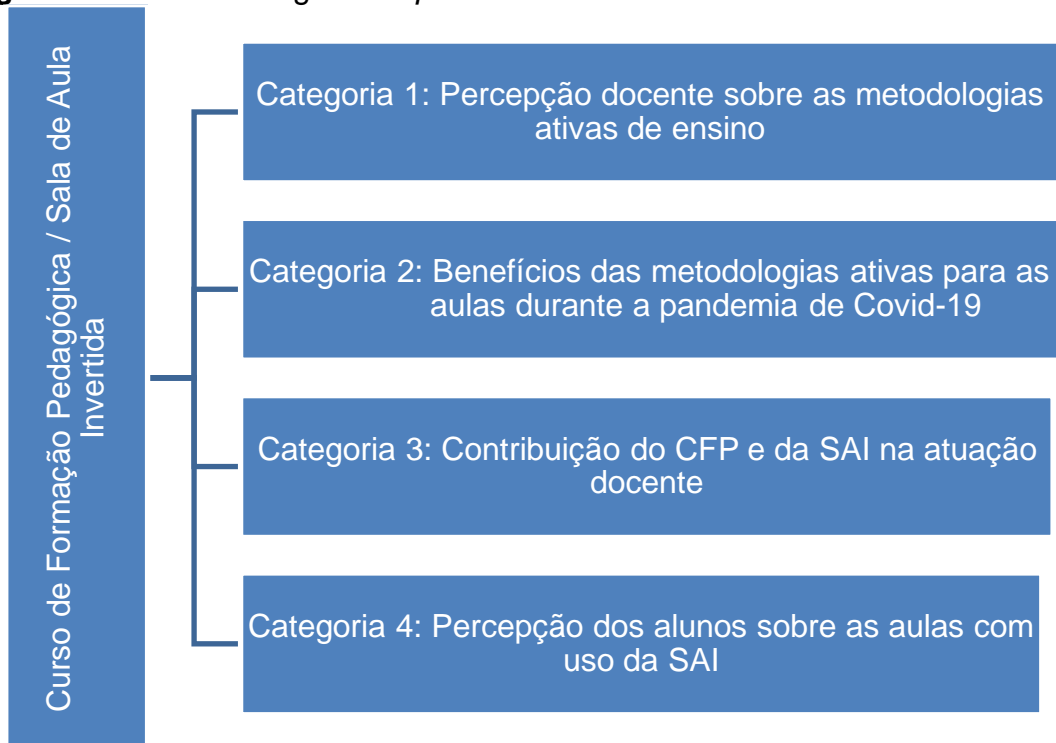 Curso de Formação Pedagógica / Sala de Aula
Invertida
Categoria 1: Percepção docente sobre as metodologias
ativas de ensino
Categoria 2: Benefícios das metodologias ativas para as
aulas durante a pandemia de Covid-19
Categoria 3: Contribuição do CFP e da SAI na atuação
docente
Categoria 4: Percepção dos alunos sobre as aulas com
uso da SAI